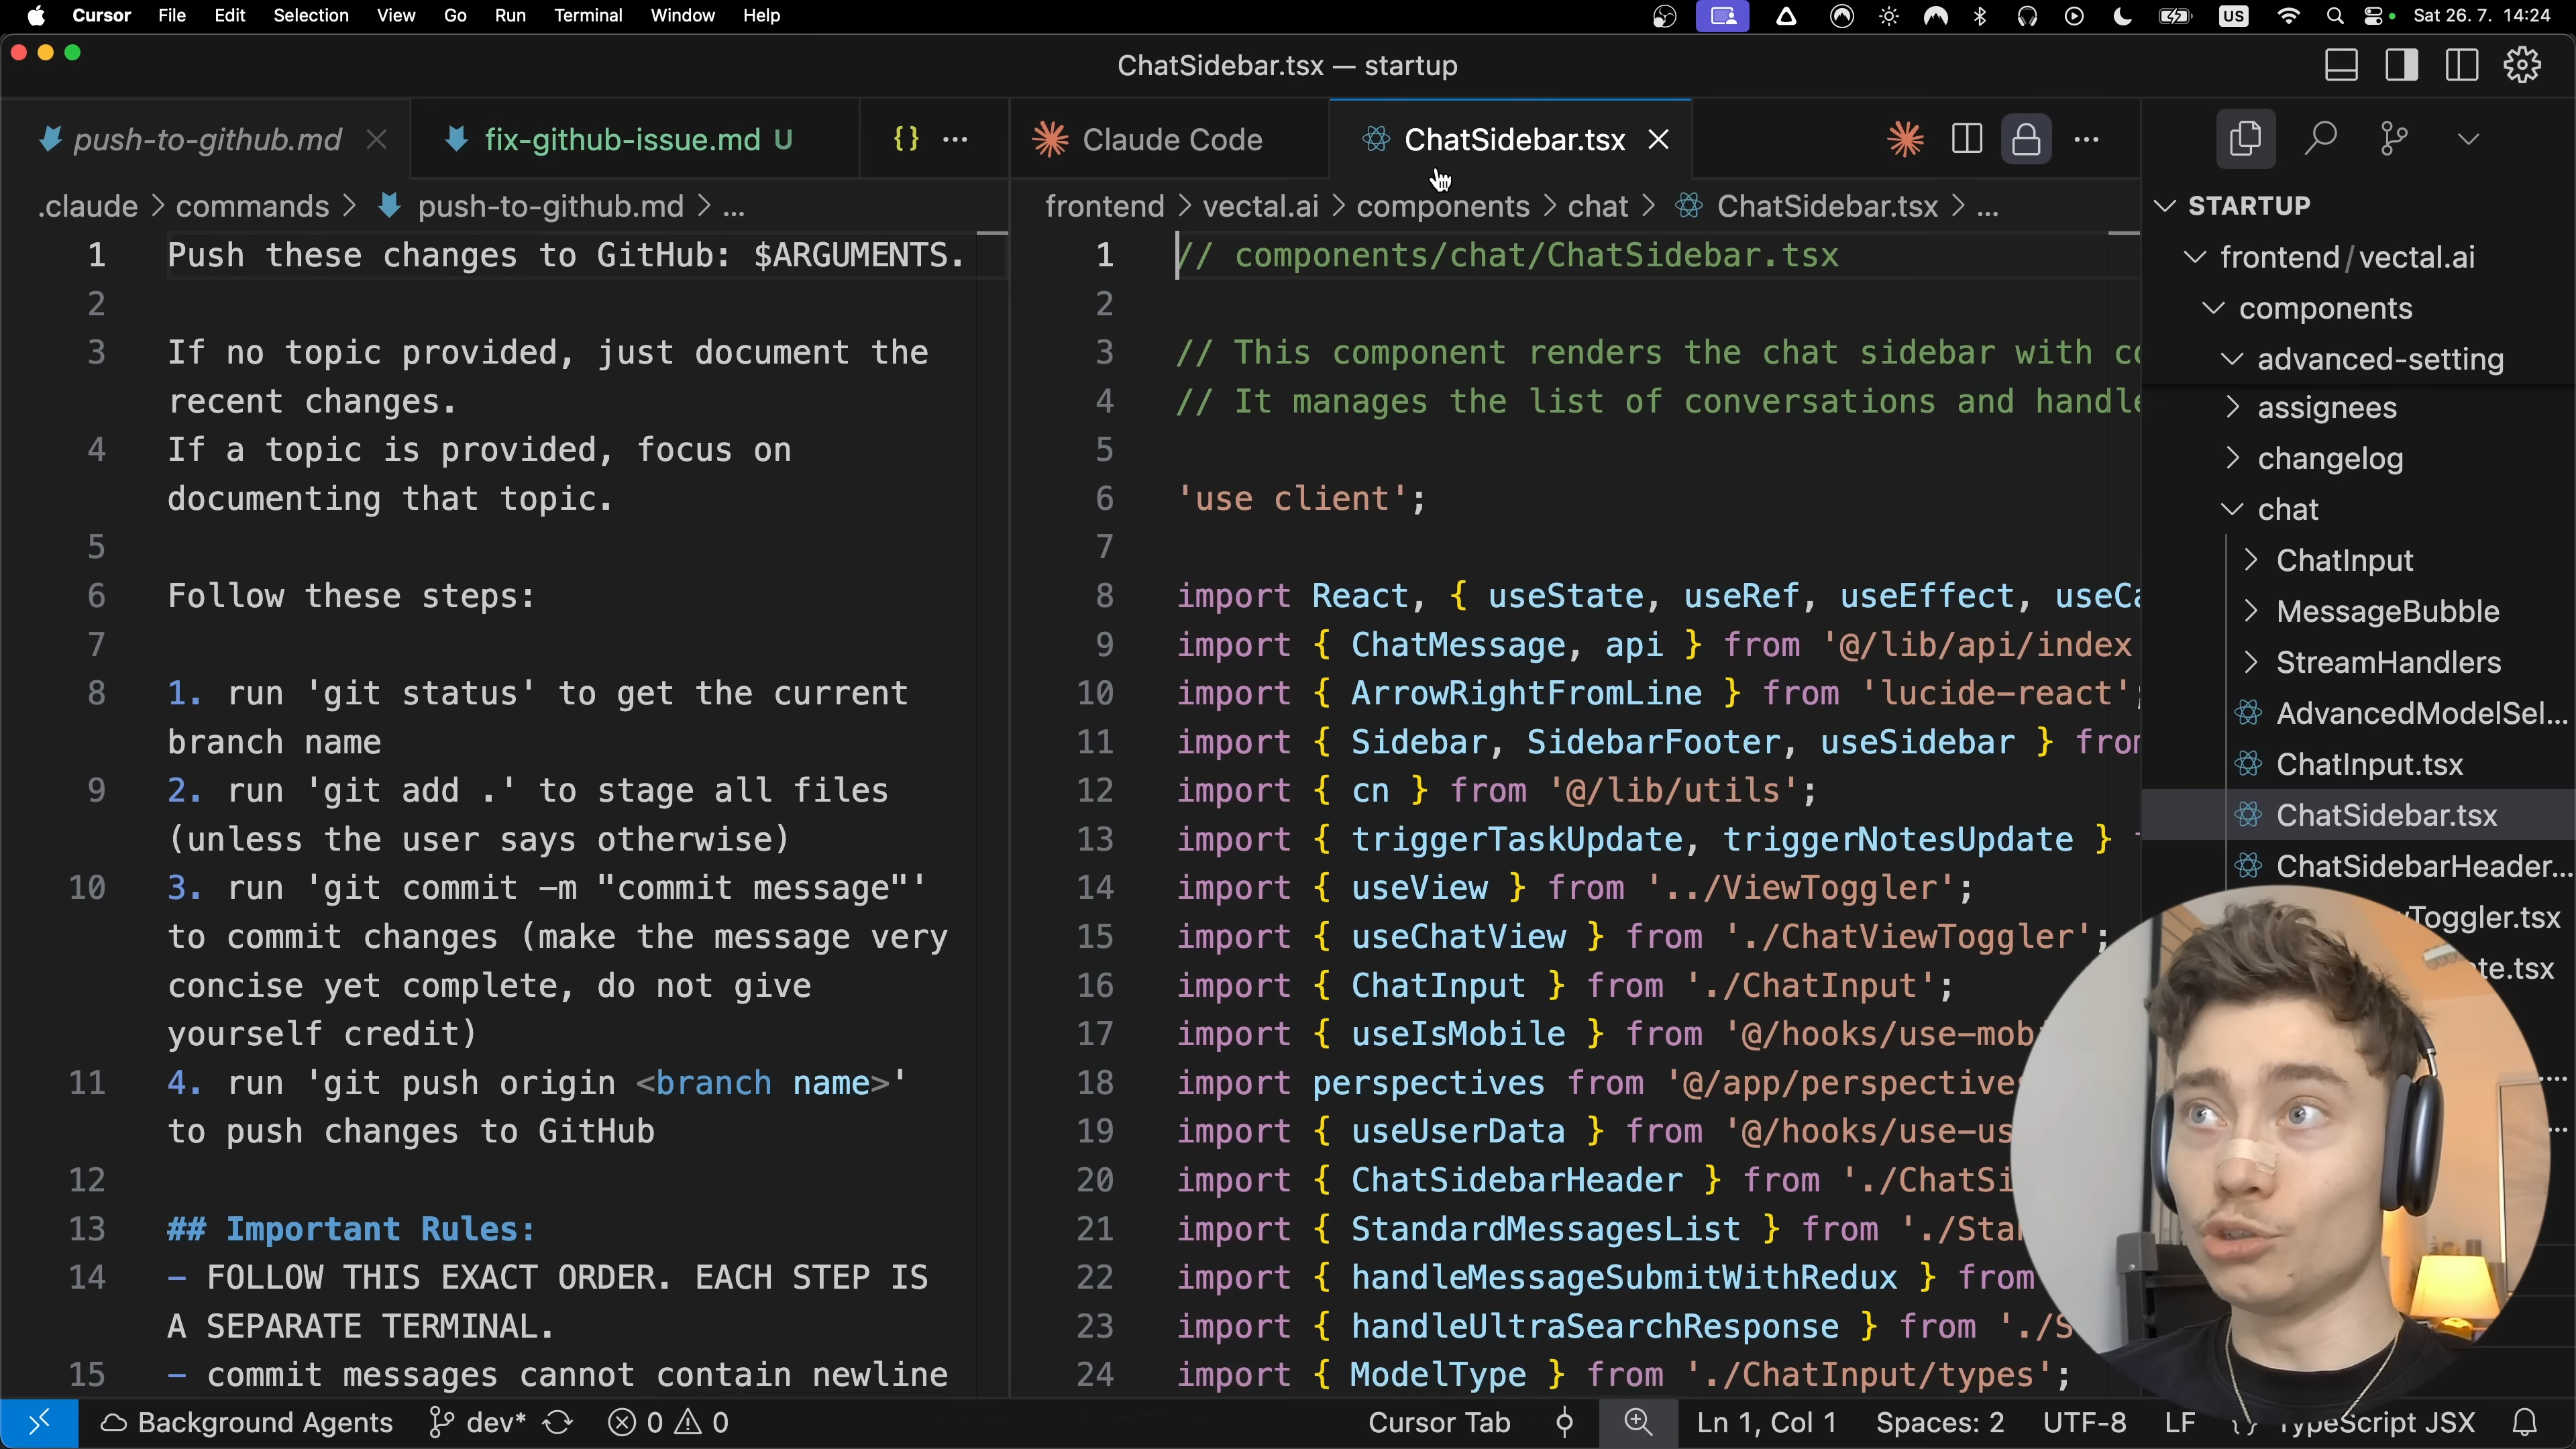 Cursor File Edit Selection View Go Run Terminal Window Help US Sat 26. 7. 14:24
ChatSidebar.tsx — startup
push-to-github.md
fix-github-issue.md U
{} ...
.claude > commands > push-to-github.md > ...
1 Push these changes to GitHub: $ARGUMENTS.
2
3 If no topic provided, just document the
recent changes.
4 If a topic is provided, focus on
documenting that topic.
5
6 Follow these steps:
7
8 1. run 'git status' to get the current
branch name
9 2. run 'git add .' to stage all files
(unless the user says otherwise)
10 3. run 'git commit -m "commit message"'
to commit changes (make the message very
concise yet complete, do not give
yourself credit)
11 4. run 'git push origin <branch name>'
to push changes to GitHub
12
13 ## Important Rules:
14 - FOLLOW THIS EXACT ORDER. EACH STEP IS
A SEPARATE TERMINAL.
15 - commit messages cannot contain newline
Claude Code
ChatSidebar.tsx
frontend > vectal.ai > components > chat > ChatSidebar.tsx > ...
1 // components/chat/ChatSidebar.tsx
2
3 // This component renders the chat sidebar with
4 // It manages the list of conversations and
5
6 'use client';
7
8 import React, { useState, useRef, useEffect,
9 import { ChatMessage, api } from '@/lib/api/index
10 import { ArrowRightFromLine } from 'lucide-react';
11 import { Sidebar, SidebarFooter, useSidebar }
12 import { cn } from '@/lib/utils';
13 import { triggerTaskUpdate, triggerNotesUpdate }
14 import { useView } from '../ViewToggler';
15 import { useChatView } from './ChatViewToggler';
16 import { ChatInput } from './ChatInput';
17 import { useIsMobile } from '@/hooks/use-mob
18 import perspectives from '@/app/perspectives
19 import { useUserData } from '@/hooks/use-us
20 import { ChatSidebarHeader } from './ChatSi
21 import { StandardMessagesList } from './Sta
22 import { handleMessageSubmitWithRedux } from
23 import { handleUltraSearchResponse } from './S
24 import { ModelType } from './ChatInput/types';
STARTUP
frontend/vectal.ai
components
advanced-setting
assignees
changelog
chat
ChatInput
MessageBubble
StreamHandlers
AdvancedModelSel...
ChatInput.tsx
ChatSidebar.tsx
ChatSidebarHeader...
Toggler.tsx
te.tsx
Background Agents dev* 0 0 Cursor Tab Ln 1, Col 1 Spaces: 2 UTF-8 LF {} TypeScript JSX